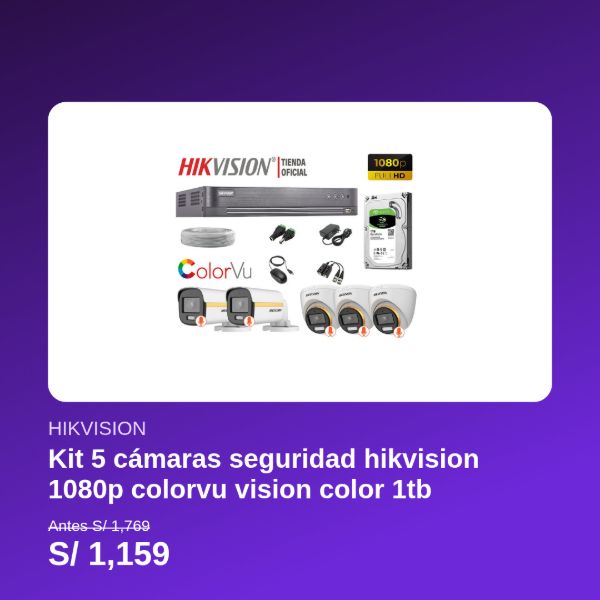 HIKVISION® TIENDA
OFICIAL
1080p
FULL HD
ColorVu
HIKVISION
Kit 5 cámaras seguridad hikvision
1080p colorvu vision color 1tb
Antes S/ 1,769
S/ 1,159